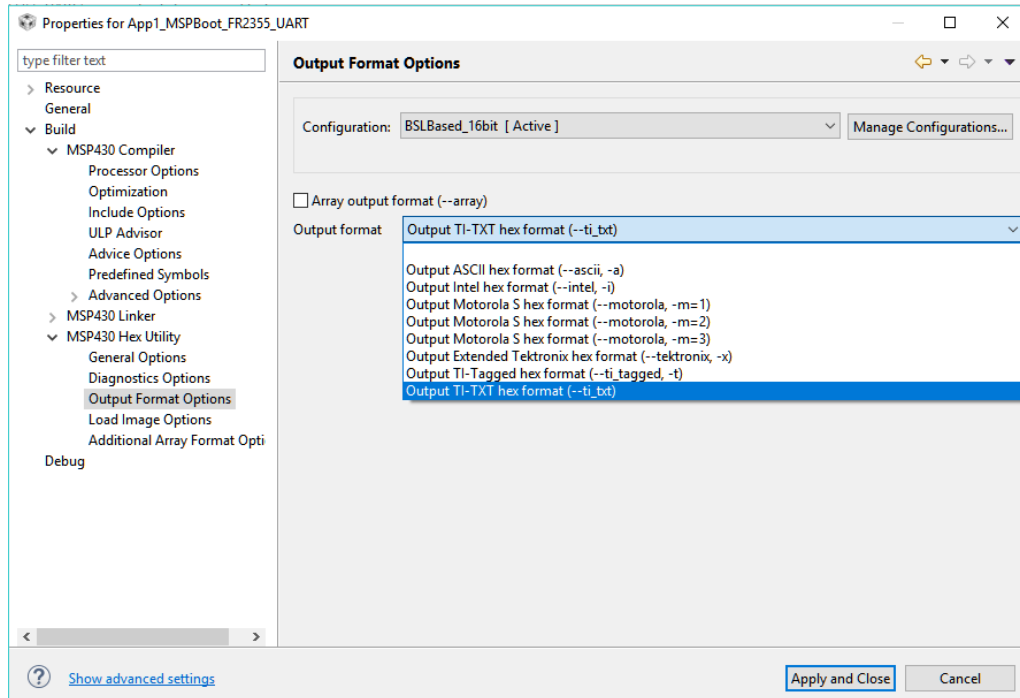 Properties for App1_MSPBoot_FR2355_UART
type filter text
Output Format Options
Resource
General
Build
MSP430 Compiler
Processor Options
Optimization
Include Options
ULP Advisor
Advice Options
Predefined Symbols
Advanced Options
MSP430 Linker
MSP430 Hex Utility
General Options
Diagnostics Options
Output Format Options
Load Image Options
Additional Array Format Opti
Debug
Configuration: BSLBased_16bit [ Active ] Manage Configurations...
Array output format (--array)
Output format Output TI-TXT hex format (--ti_txt)
Output ASCII hex format (--ascii, -a)
Output Intel hex format (--intel, -i)
Output Motorola S hex format (--motorola, -m=1)
Output Motorola S hex format (--motorola, -m=2)
Output Motorola S hex format (--motorola, -m=3)
Output Extended Tektronix hex format (--tektronix, -x)
Output TI-Tagged hex format (--ti_tagged, -t)
Output TI-TXT hex format (--ti_txt)
Show advanced settings
Apply and Close Cancel